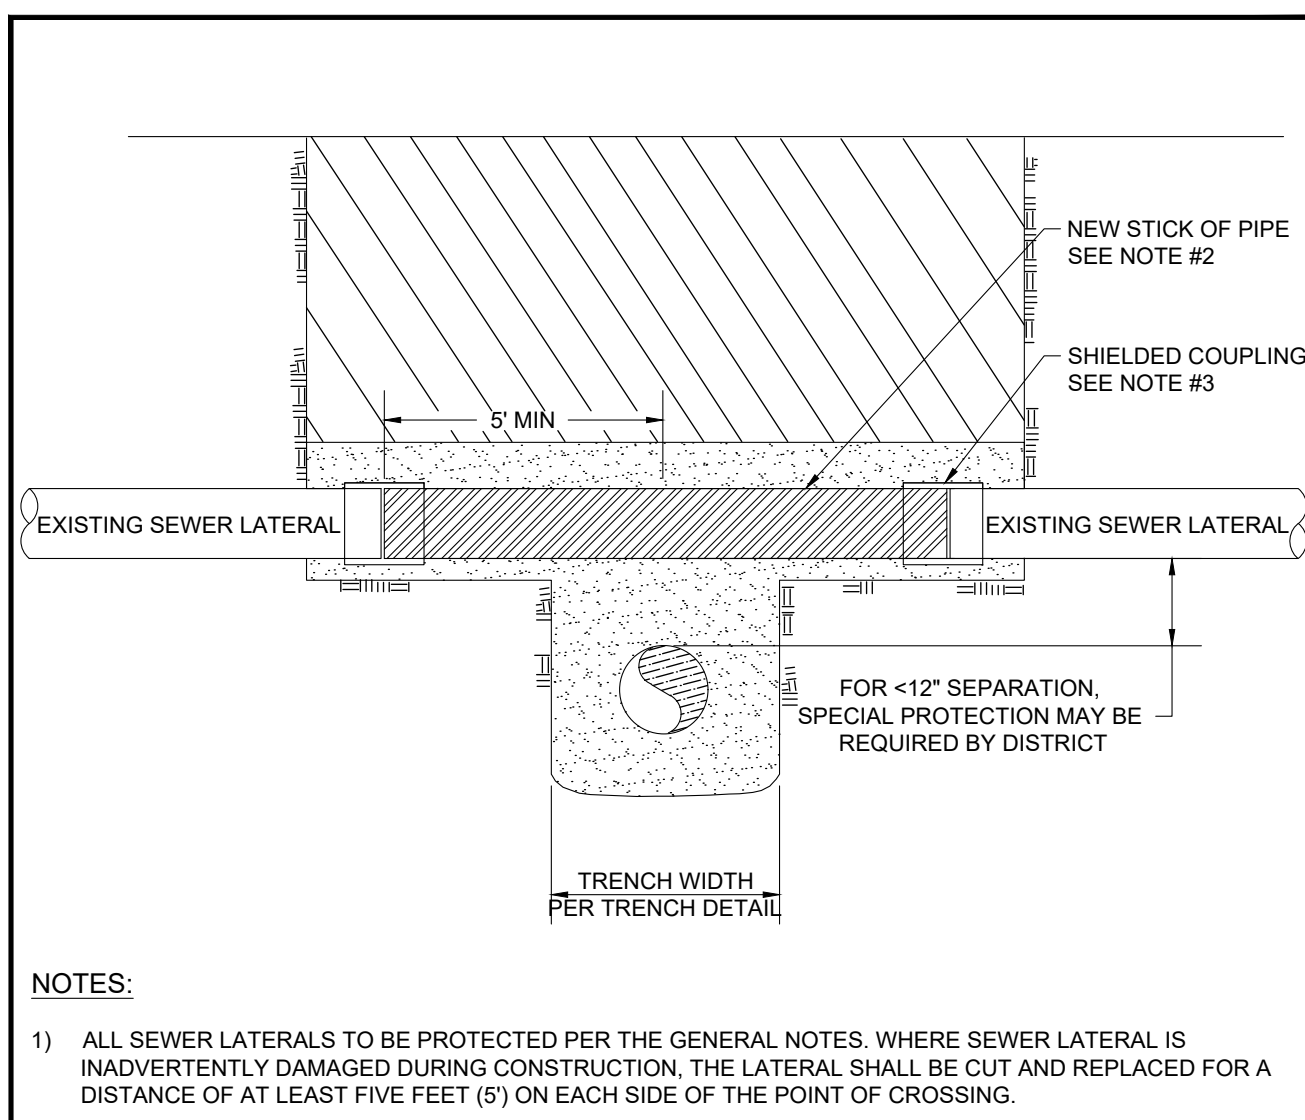 NEW STICK OF PIPE
SEE NOTE #2
SHIELDED COUPLING
SEE NOTE #3
5' MIN
EXISTING SEWER LATERAL
EXISTING SEWER LATERAL
FOR <12" SEPARATION,
SPECIAL PROTECTION MAY BE
REQUIRED BY DISTRICT
TRENCH WIDTH
PER TRENCH DETAIL
NOTES:
1) ALL SEWER LATERALS TO BE PROTECTED PER THE GENERAL NOTES. WHERE SEWER LATERAL IS
INADVERTENTLY DAMAGED DURING CONSTRUCTION, THE LATERAL SHALL BE CUT AND REPLACED FOR A
DISTANCE OF AT LEAST FIVE FEET (5') ON EACH SIDE OF THE POINT OF CROSSING.